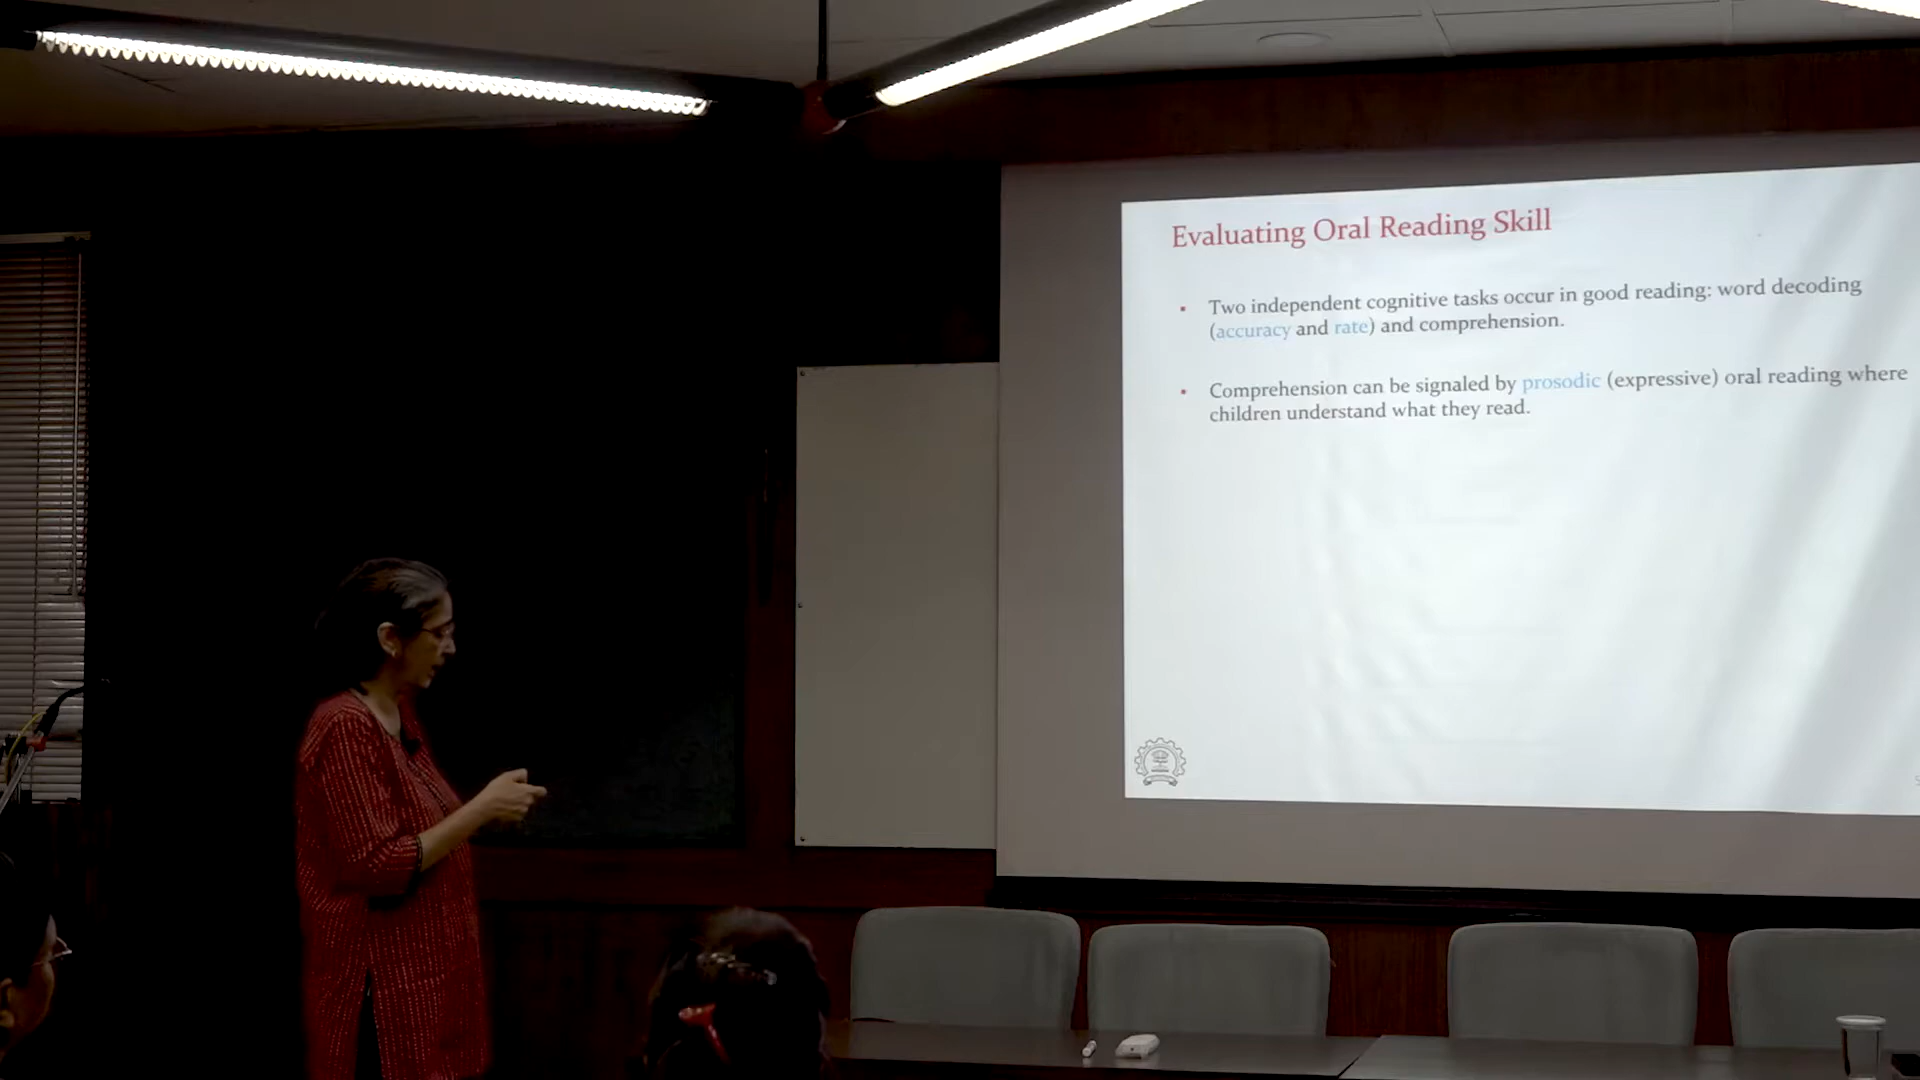 Evaluating Oral Reading Skill
Two independent cognitive tasks occur in good reading: word decoding
(accuracy and rate) and comprehension.
Comprehension can be signaled by prosodic (expressive) oral reading where
children understand what they read.